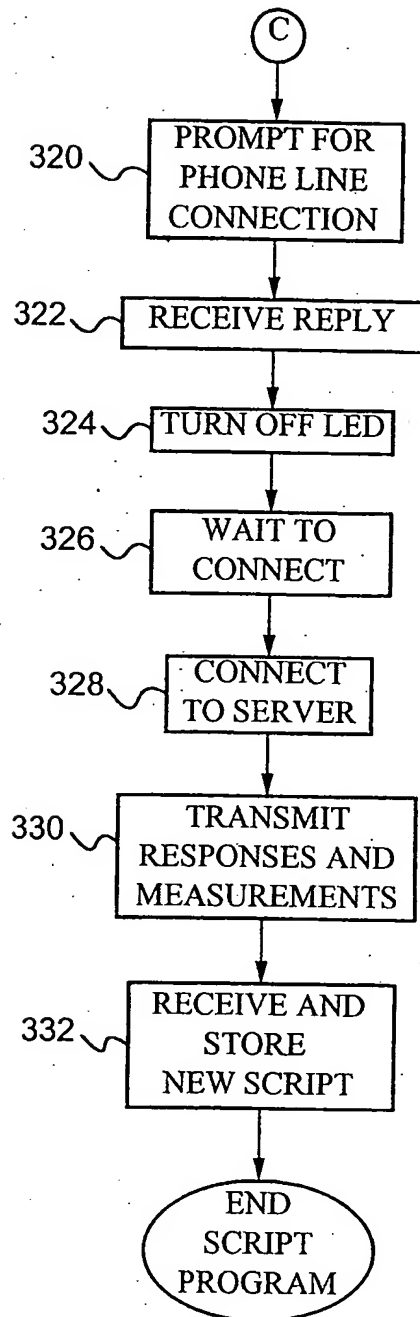 C
320
PROMPT FOR
PHONE LINE
CONNECTION
322
RECEIVE REPLY
324
TURN OFF LED
326
WAIT TO
CONNECT
328
CONNECT
TO SERVER
330
TRANSMIT
RESPONSES AND
MEASUREMENTS
332
RECEIVE AND
STORE
NEW SCRIPT
END
SCRIPT
PROGRAM